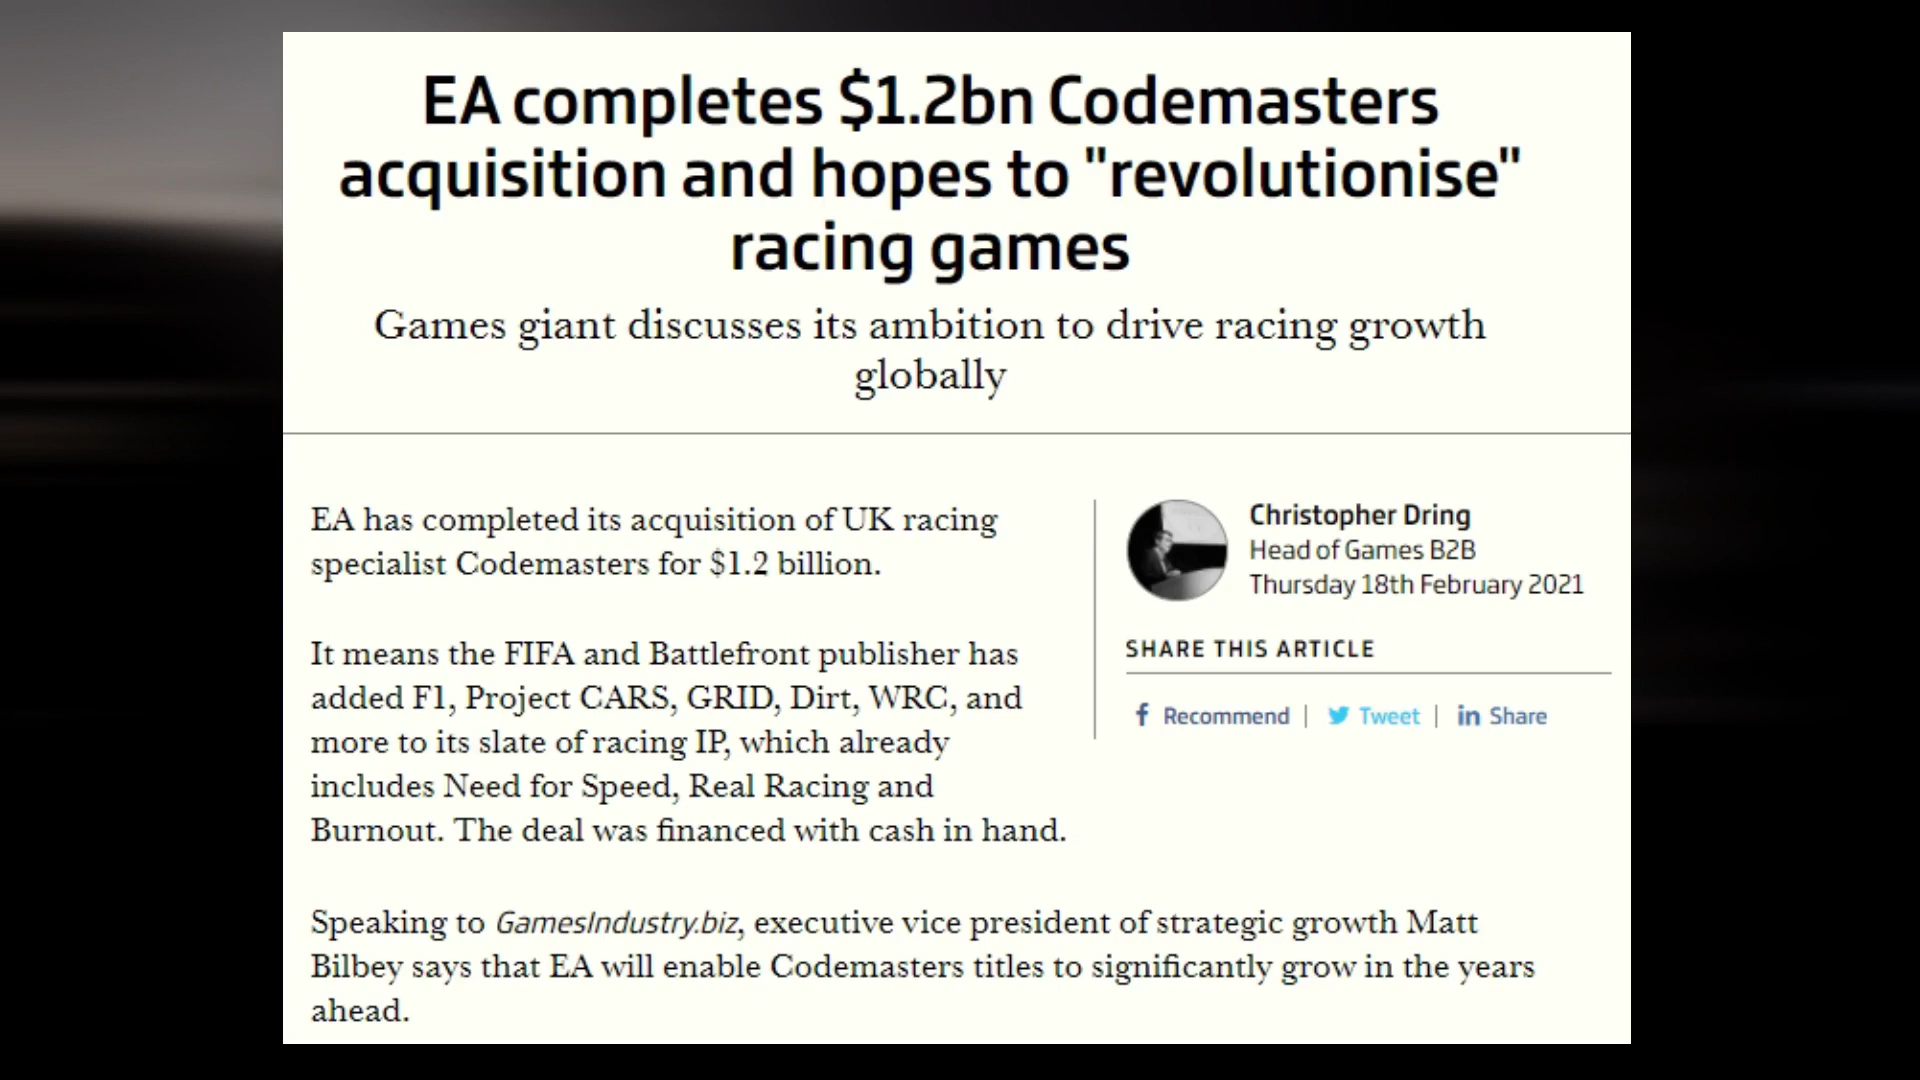 EA completes $1.2bn Codemasters
acquisition and hopes to "revolutionise"
racing games
Games giant discusses its ambition to drive racing growth
globally
EA has completed its acquisition of UK racing
specialist Codemasters for $1.2 billion.
It means the FIFA and Battlefront publisher has
added F1, Project CARS, GRID, Dirt, WRC, and
more to its slate of racing IP, which already
includes Need for Speed, Real Racing and
Burnout. The deal was financed with cash in hand.
Christopher Dring
Head of Games B2B
Thursday 18th February 2021
SHARE THIS ARTICLE
Recommend | Tweet | in Share
Speaking to GamesIndustry.biz, executive vice president of strategic growth Matt
Bilbey says that EA will enable Codemasters titles to significantly grow in the years
ahead.